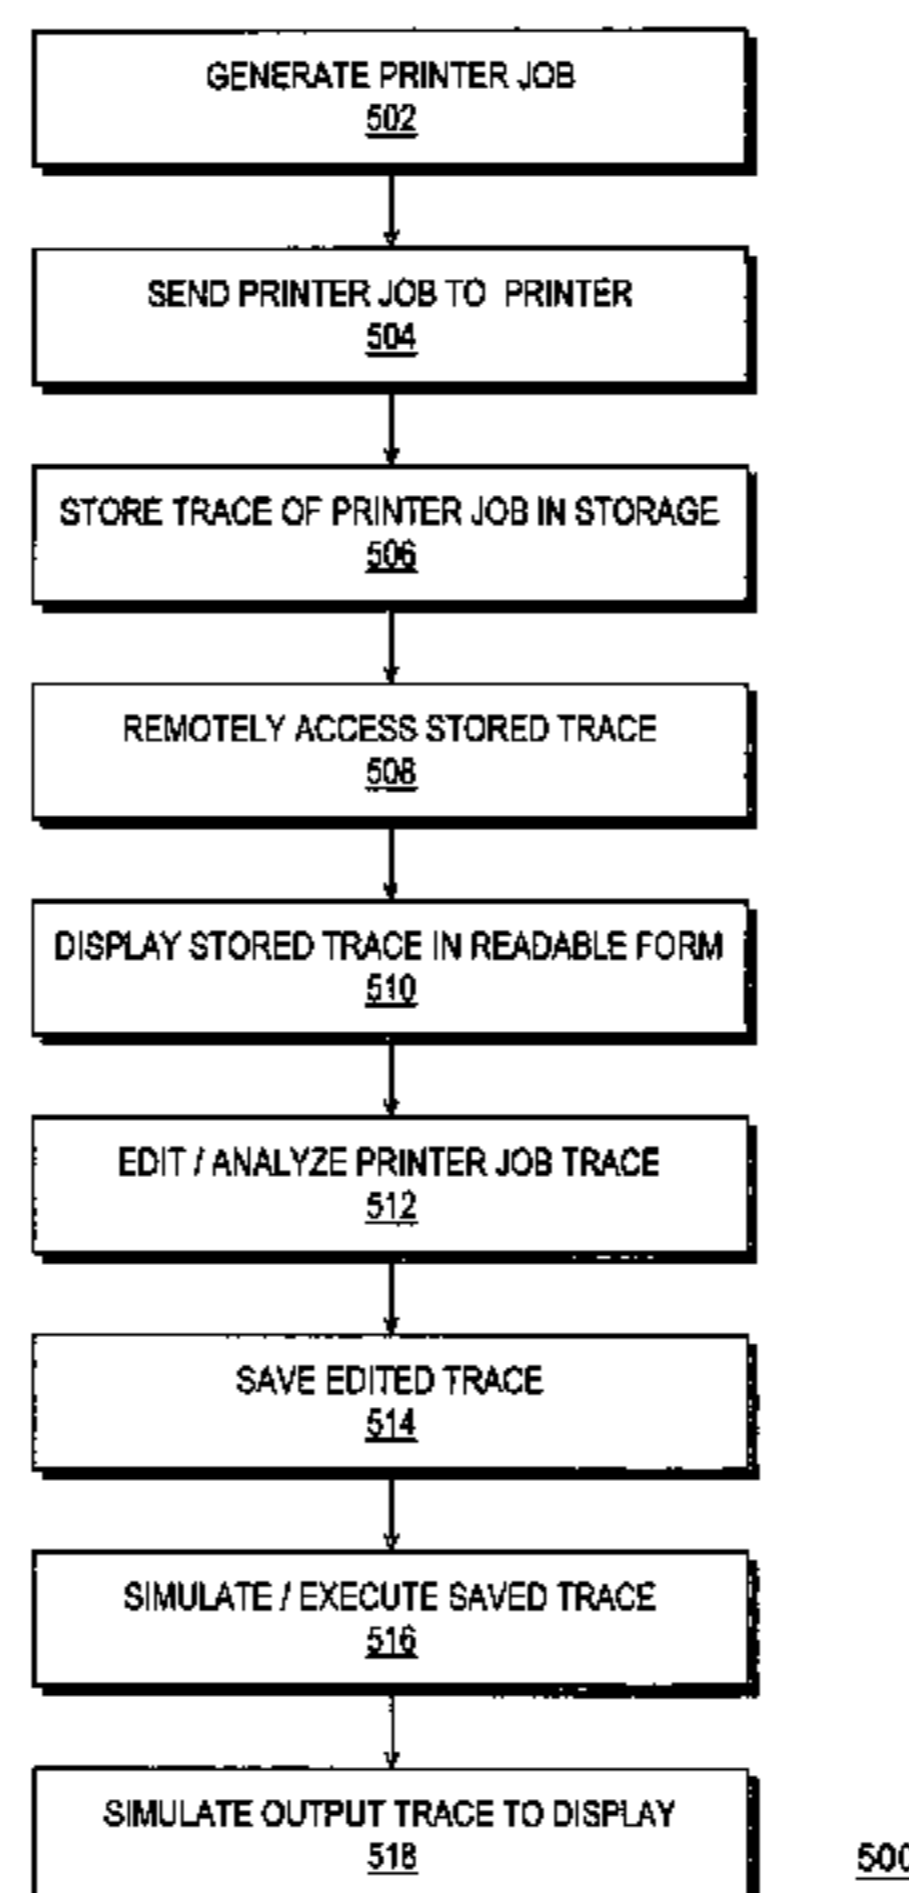 GENERATE PRINTER JOB
502
SEND PRINTER JOB TO PRINTER
504
STORE TRACE OF PRINTER JOB IN STORAGE
506
REMOTELY ACCESS STORED TRACE
508
DISPLAY STORED TRACE IN READABLE FORM
510
EDIT / ANALYZE PRINTER JOB TRACE
512
SAVE EDITED TRACE
514
SIMULATE / EXECUTE SAVED TRACE
516
SIMULATE OUTPUT TRACE TO DISPLAY
518
500